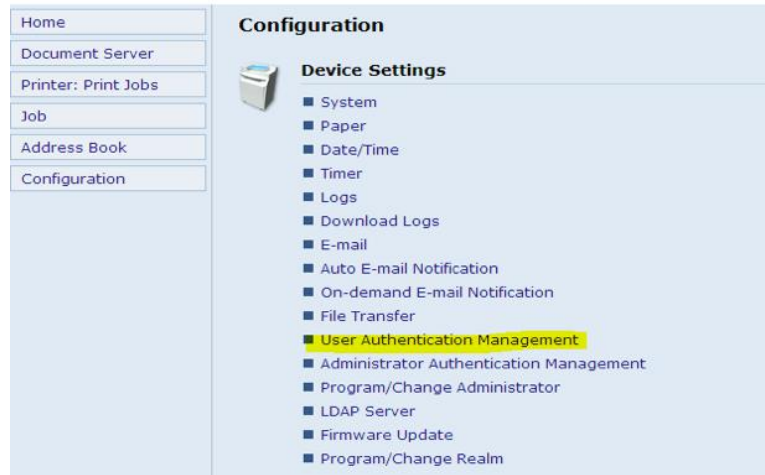 Home
Document Server
Printer: Print Jobs
Job
Address Book
Configuration
Configuration
Device Settings
System
Paper
Date/Time
Timer
Logs
Download Logs
E-mail
Auto E-mail Notification
On-demand E-mail Notification
File Transfer
User Authentication Management
Administrator Authentication Management
Program/Change Administrator
LDAP Server
Firmware Update
Program/Change Realm